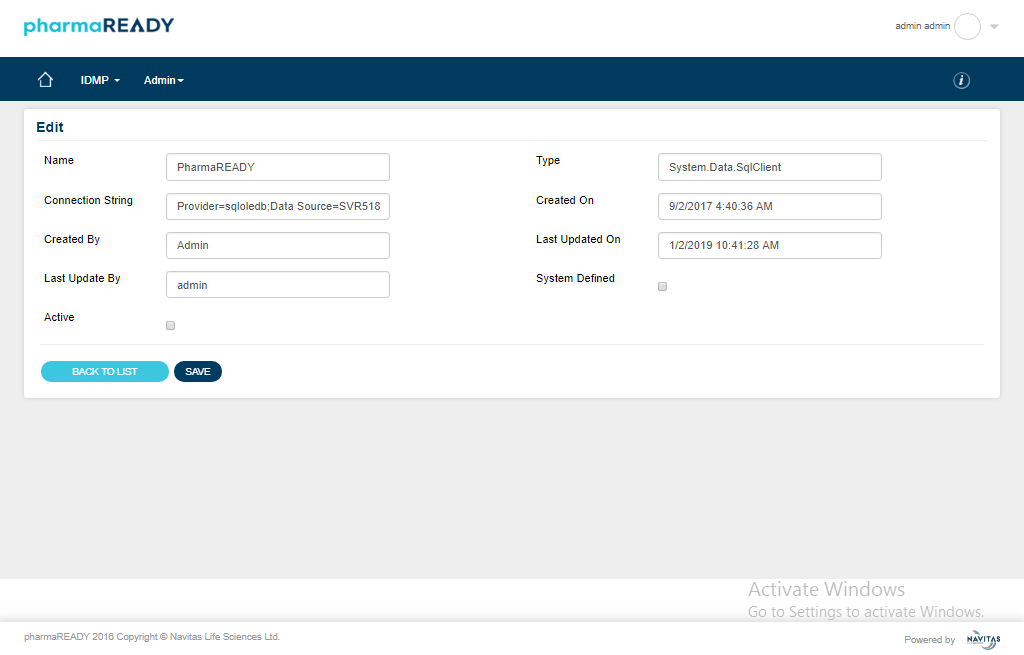 pharmaREADY
admin admin
IDMP Admin
i
Edit
Name PharmaREADY Type System.Data.SqlClient
Connection String Provider=sqloledb;Data Source=SVR518 Created On 9/2/2017 4:40:36 AM
Created By Admin Last Updated On 1/2/2019 10:41:28 AM
Last Update By admin System Defined
Active
BACK TO LIST SAVE
Activate Windows
Go to Settings to activate Windows.
pharmaREADY 2016 Copyright © Navitas Life Sciences Ltd. Powered by NAVITAS